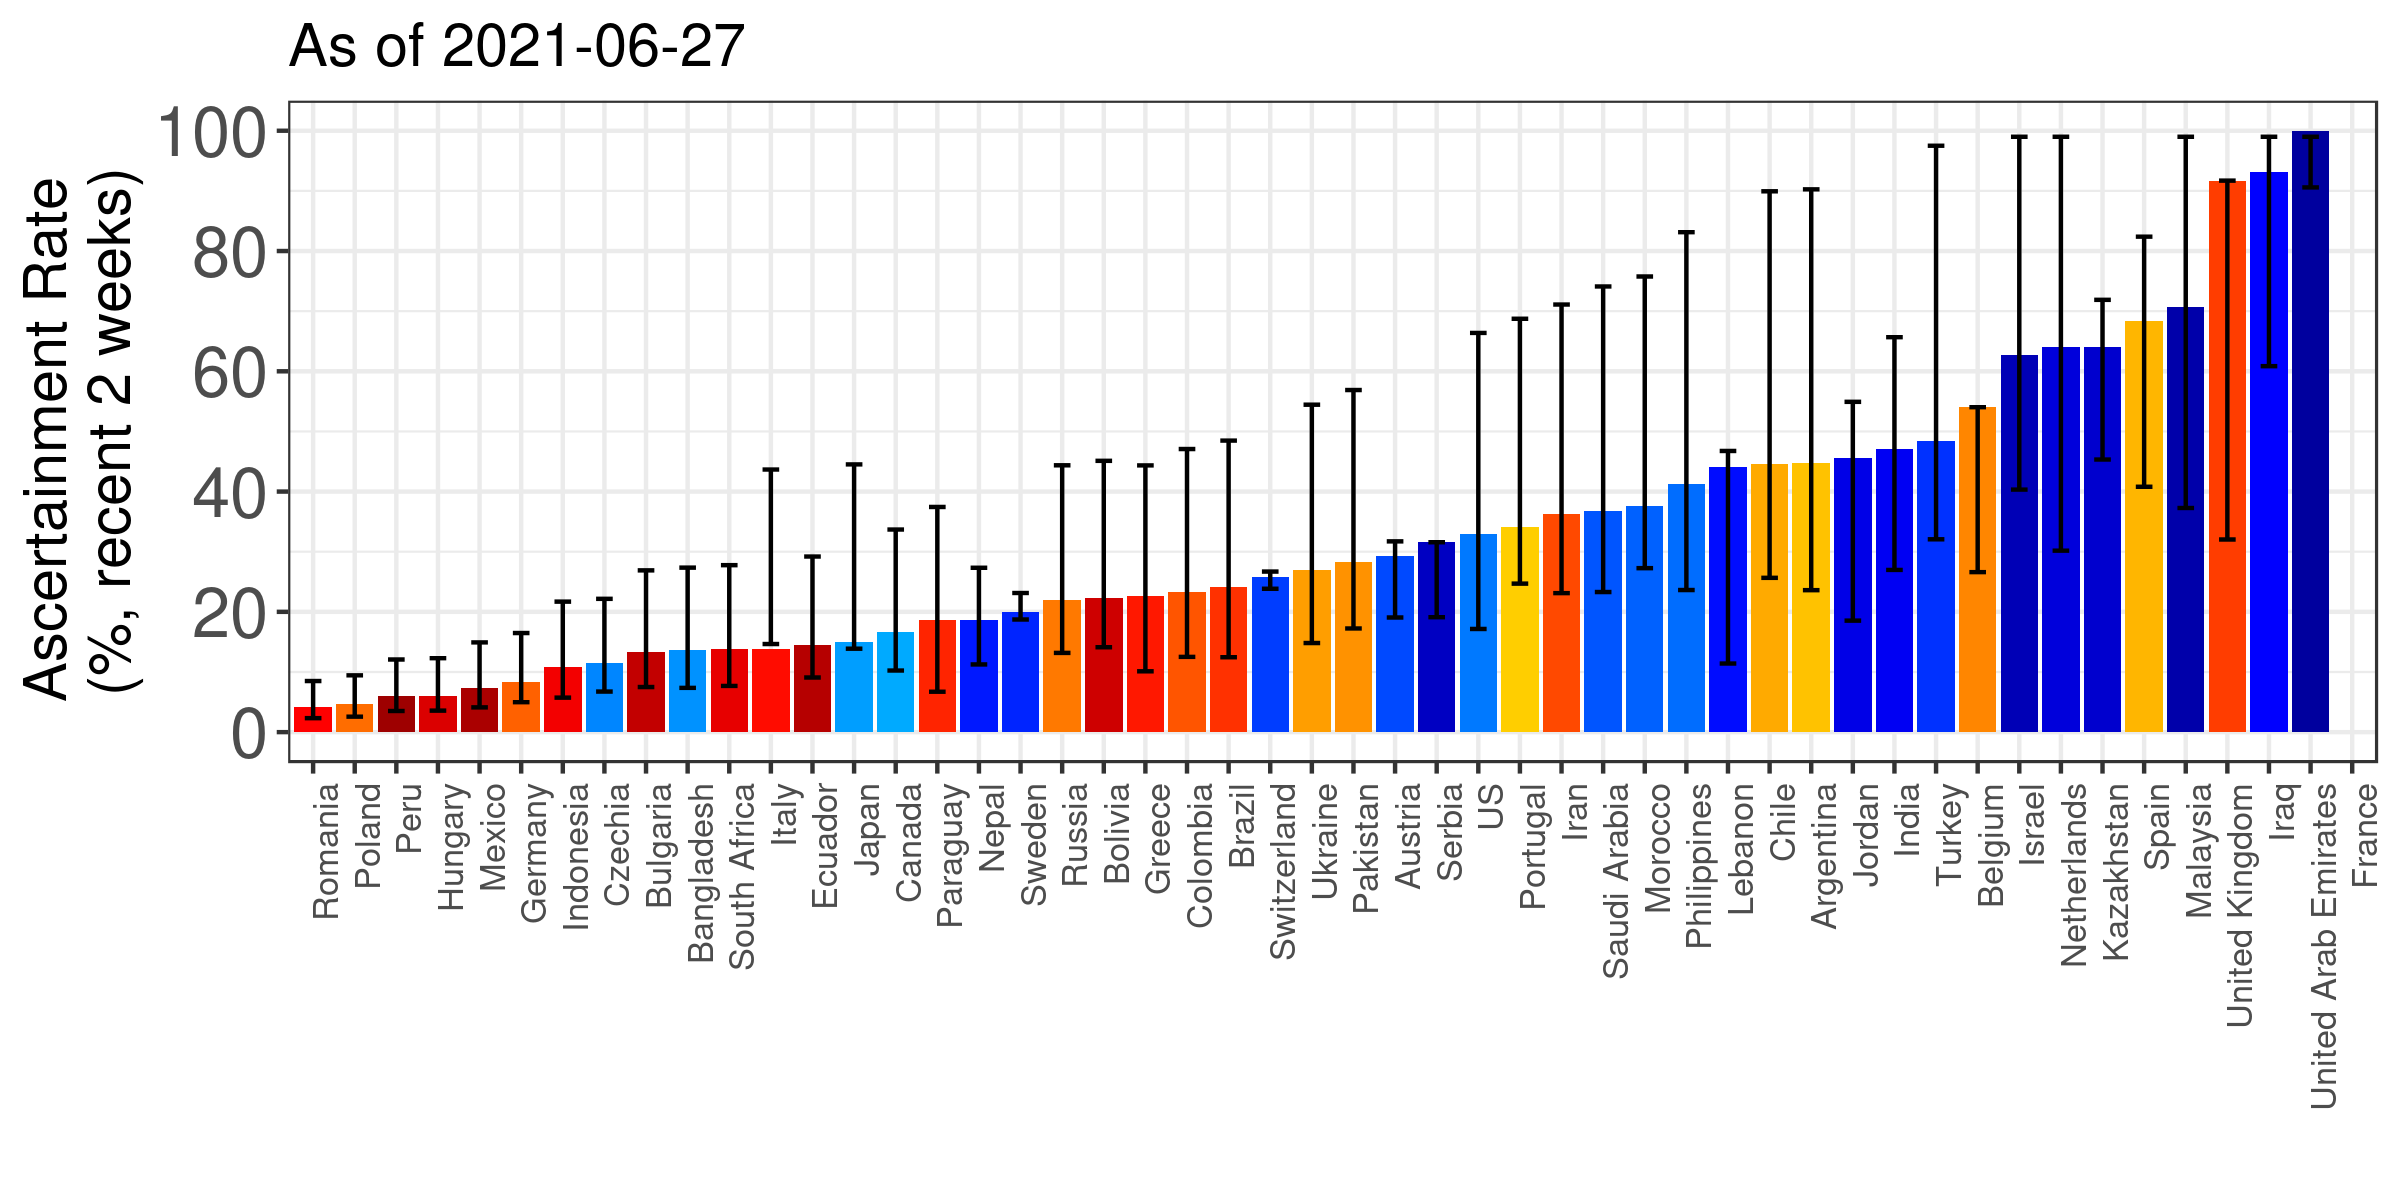 As of 2021-06-27
Ascertainment Rate
(%, recent 2 weeks)
100
80
60
40
20
0
Romania
Poland
Peru
Hungary
Mexico
Germany
Indonesia
Czechia
Bulgaria
Bangladesh
South Africa
Italy
Ecuador
Japan
Canada
Paraguay
Nepal
Sweden
Russia
Bolivia
Greece
Colombia
Brazil
Switzerland
Ukraine
Pakistan
Austria
Serbia
US
Portugal
Iran
Saudi Arabia
Morocco
Philippines
Lebanon
Chile
Argentina
Jordan
India
Turkey
Belgium
Israel
Netherlands
Kazakhstan
Spain
Malaysia
United Kingdom
Iraq
United Arab Emirates
France